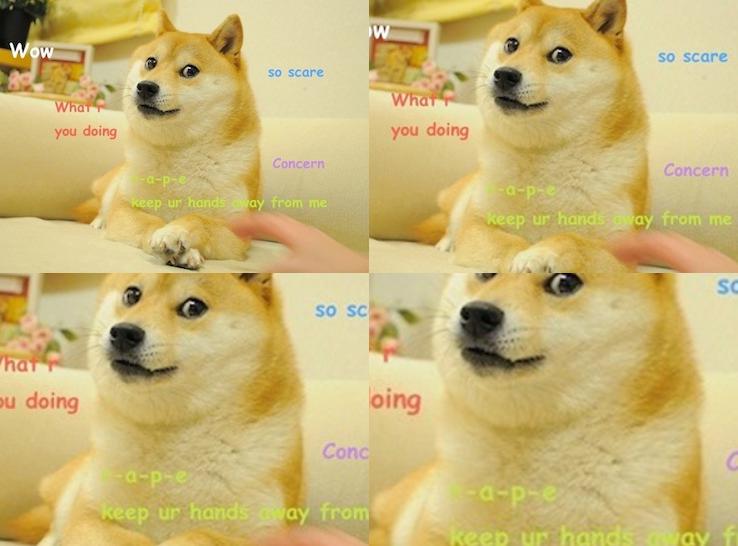 Wow
so scare
What r
you doing
Concern
r-a-p-e
keep ur hands away from me
w
so scare
What r
you doing
Concern
r-a-p-e
keep ur hands away from me
so sc
hat r
ou doing
Conc
-a-p-e
keep ur hands away from
so
r
oing
C
-a-p-e
keep ur hands away f